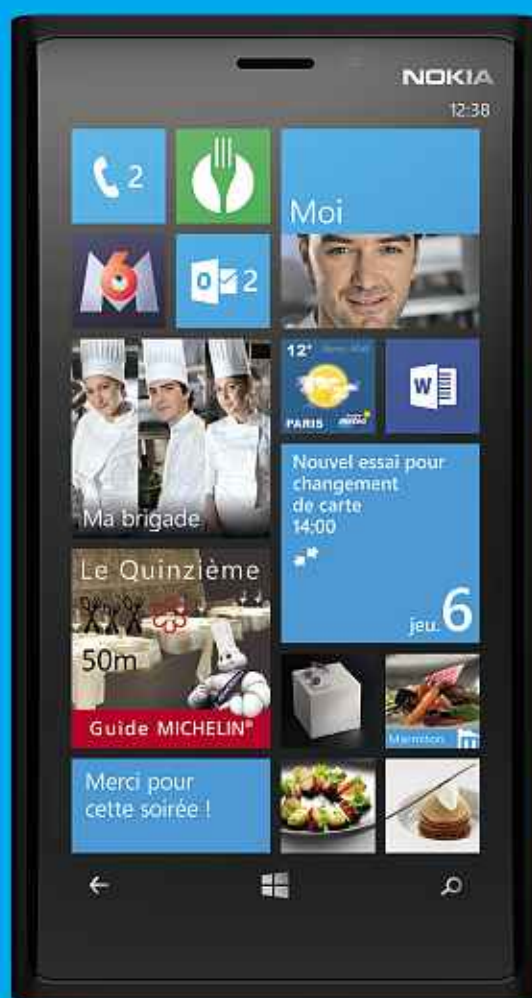 NOKIA
12:38
2
Moi
M6
O
2
12°
PARIS
W
Ma brigade
Nouvel essai pour
changement
de carte
14:00
jeu. 6
Le Quinzième
50m
Guide MICHELIN®
Marmiton
m
Merci pour
cette soirée !